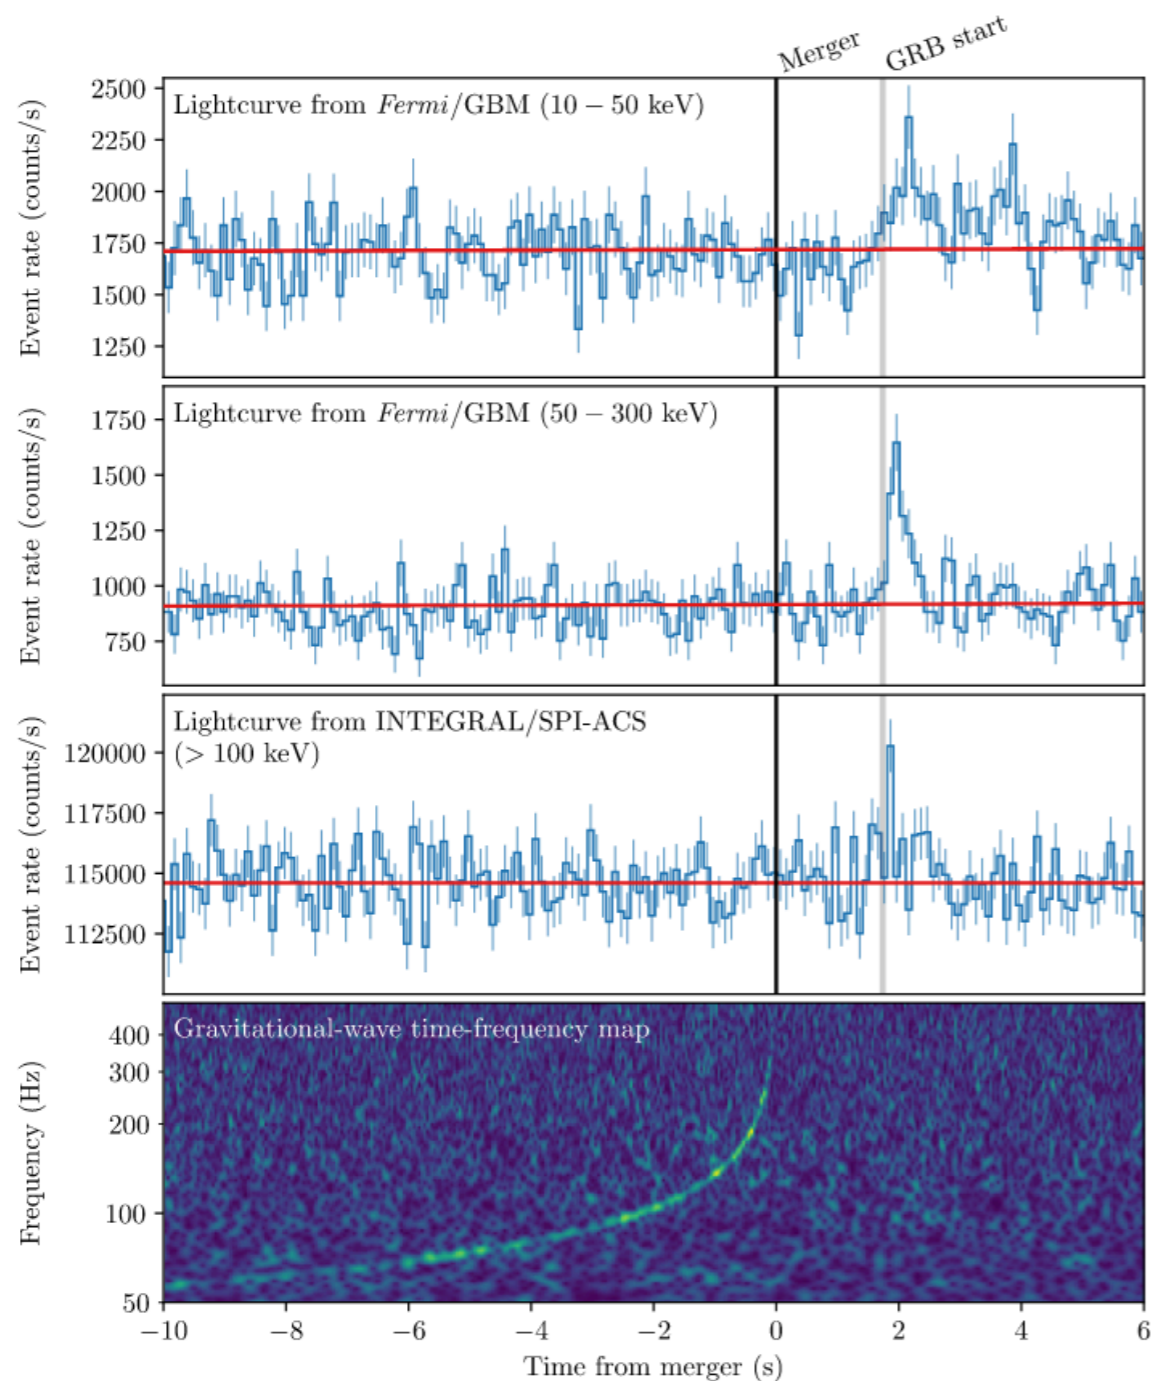 Merger
GRB start
Lightcurve from Fermi/GBM (10 – 50 keV)
Event rate (counts/s)
2500
2250
2000
1750
1500
1250
Lightcurve from Fermi/GBM (50 – 300 keV)
Event rate (counts/s)
1750
1500
1250
1000
750
Lightcurve from INTEGRAL/SPI-ACS
(> 100 keV)
Event rate (counts/s)
120000
117500
115000
112500
Gravitational-wave time-frequency map
Frequency (Hz)
400
300
200
100
50
−10 −8 −6 −4 −2 0 2 4 6
Time from merger (s)